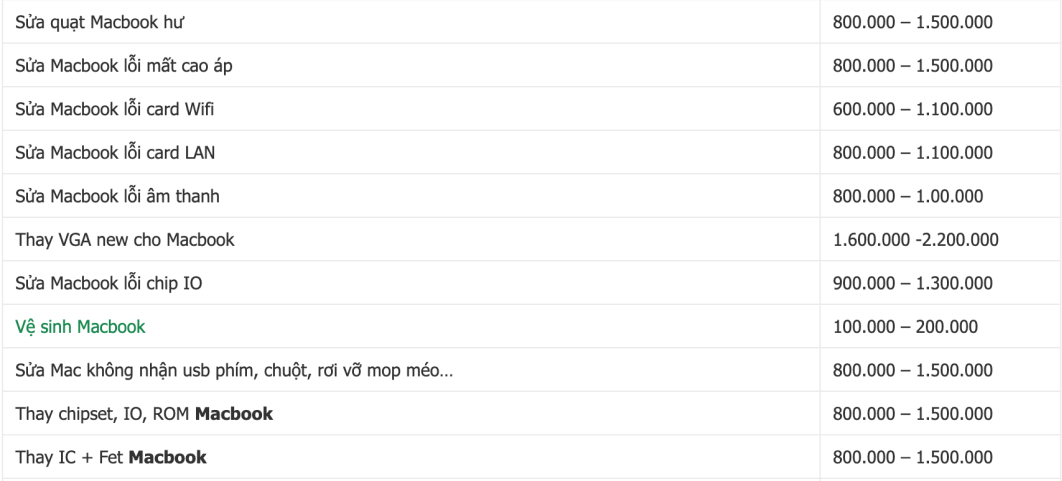 Sửa quạt Macbook hư 800.000 – 1.500.000
Sửa Macbook lỗi mất cao áp 800.000 – 1.500.000
Sửa Macbook lỗi card Wifi 600.000 – 1.100.000
Sửa Macbook lỗi card LAN 800.000 – 1.100.000
Sửa Macbook lỗi âm thanh 800.000 – 1.00.000
Thay VGA new cho Macbook 1.600.000 -2.200.000
Sửa Macbook lỗi chip IO 900.000 – 1.300.000
Vệ sinh Macbook 100.000 – 200.000
Sửa Mac không nhận usb phím, chuột, rơi vỡ mop méo... 800.000 – 1.500.000
Thay chipset, IO, ROM Macbook 800.000 – 1.500.000
Thay IC + Fet Macbook 800.000 – 1.500.000